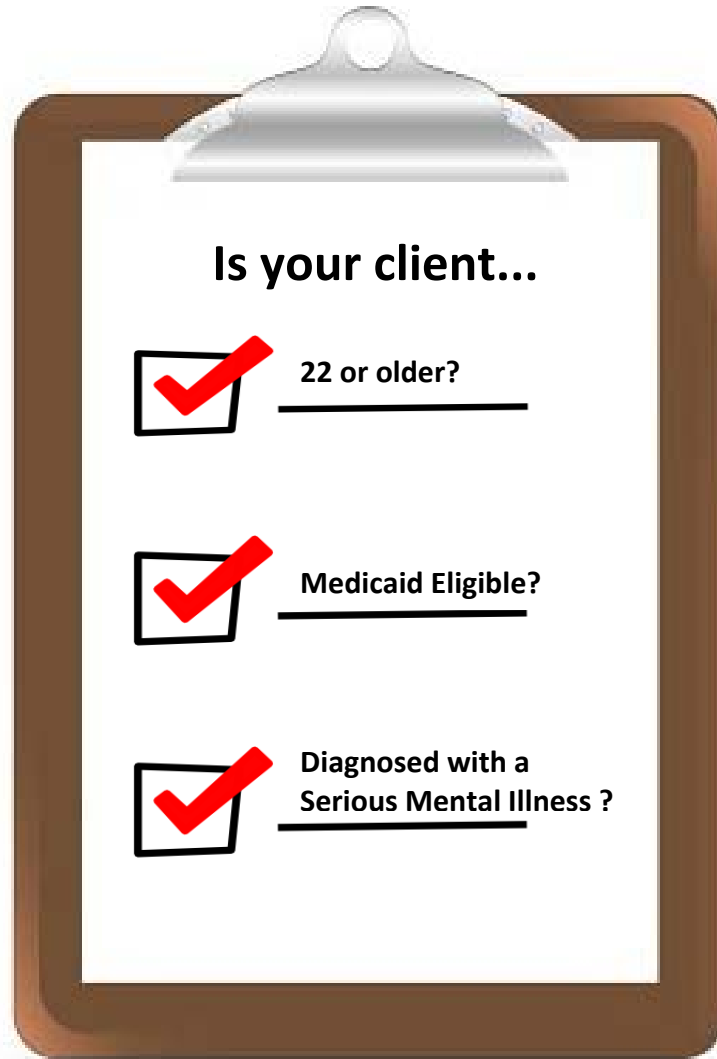 Is your client...
22 or older?
Medicaid Eligible?
Diagnosed with a
Serious Mental Illness ?